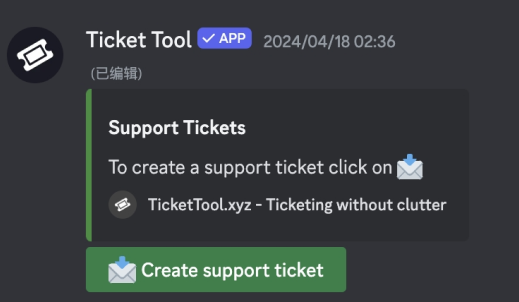 Ticket Tool ✓ APP 2024/04/18 02:36
(已编辑)
Support Tickets
To create a support ticket click on 📩
TicketTool.xyz - Ticketing without clutter
📩 Create support ticket